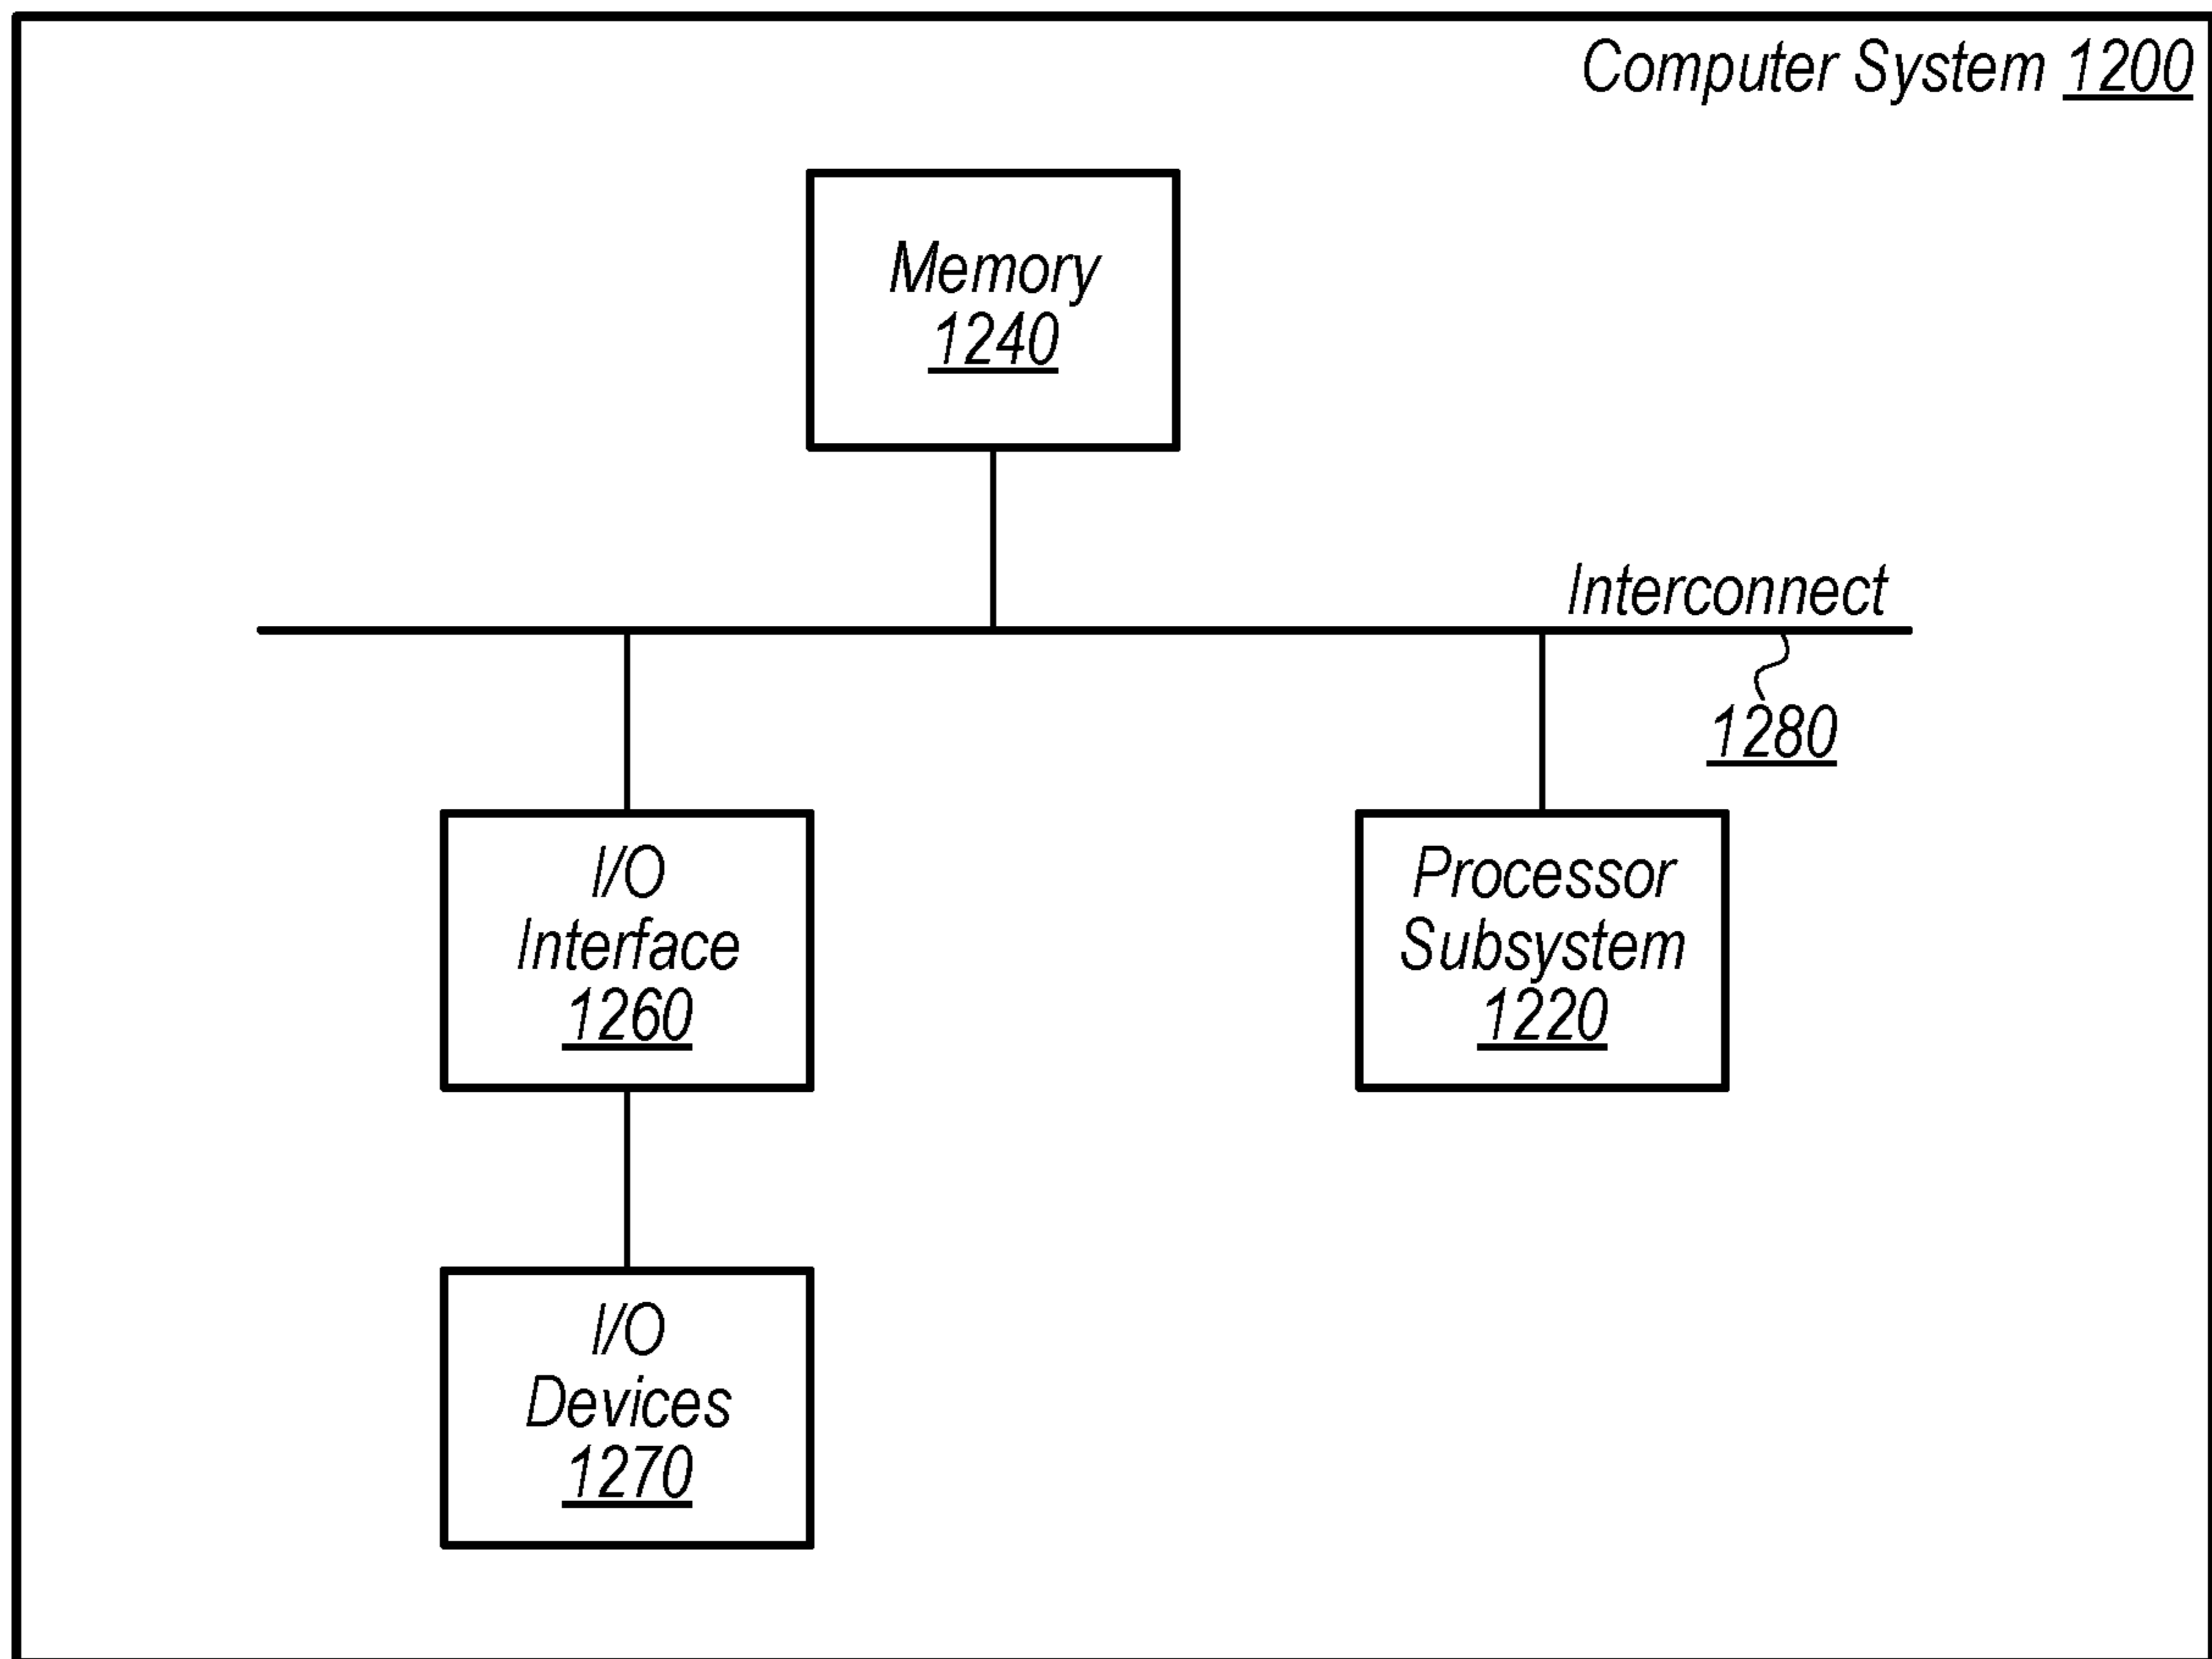 Computer System 1200
Memory
1240
Interconnect
1280
I/O
Interface
1260
Processor
Subsystem
1220
I/O
Devices
1270